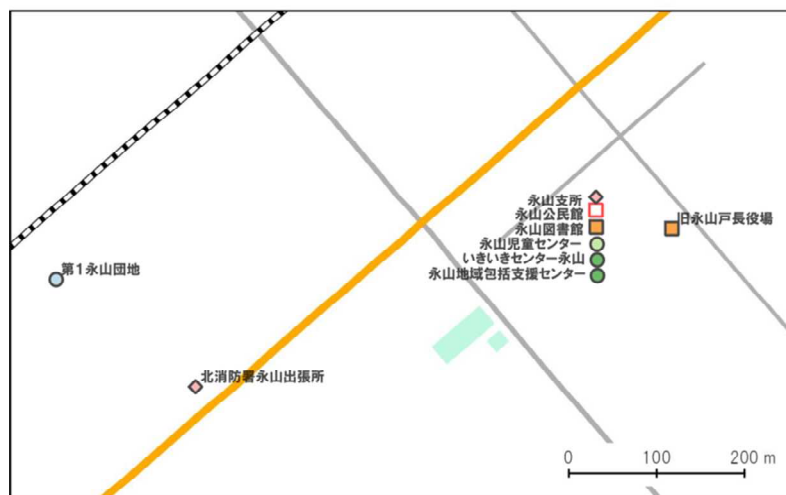 永山支所
永山公民館
旧永山戸長役場
永山図書館
永山児童センター
いきいきセンター永山
第1永山団地
永山地域包括支援センター
北消防署永山出張所
0 100 200 m